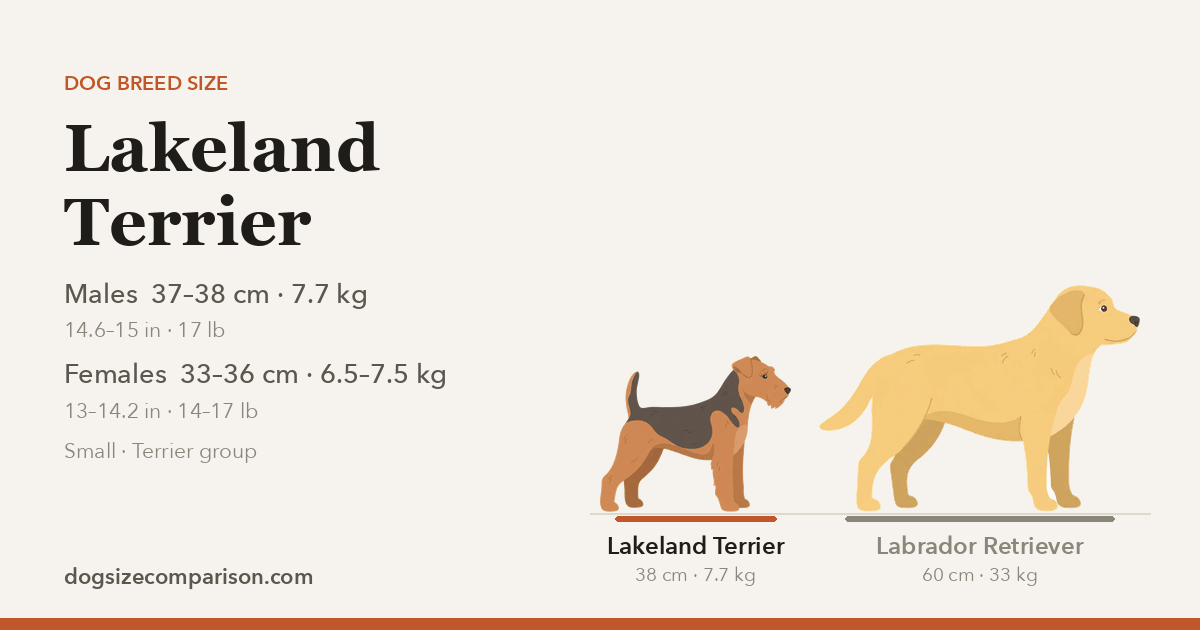 DOG BREED SIZE
Lakeland
Terrier
Males 37–38 cm · 7.7 kg
14.6–15 in · 17 lb
Females 33–36 cm · 6.5–7.5 kg
13–14.2 in · 14–17 lb
Small · Terrier group
Lakeland Terrier
38 cm · 7.7 kg
Labrador Retriever
60 cm · 33 kg
dogsizecomparison.com